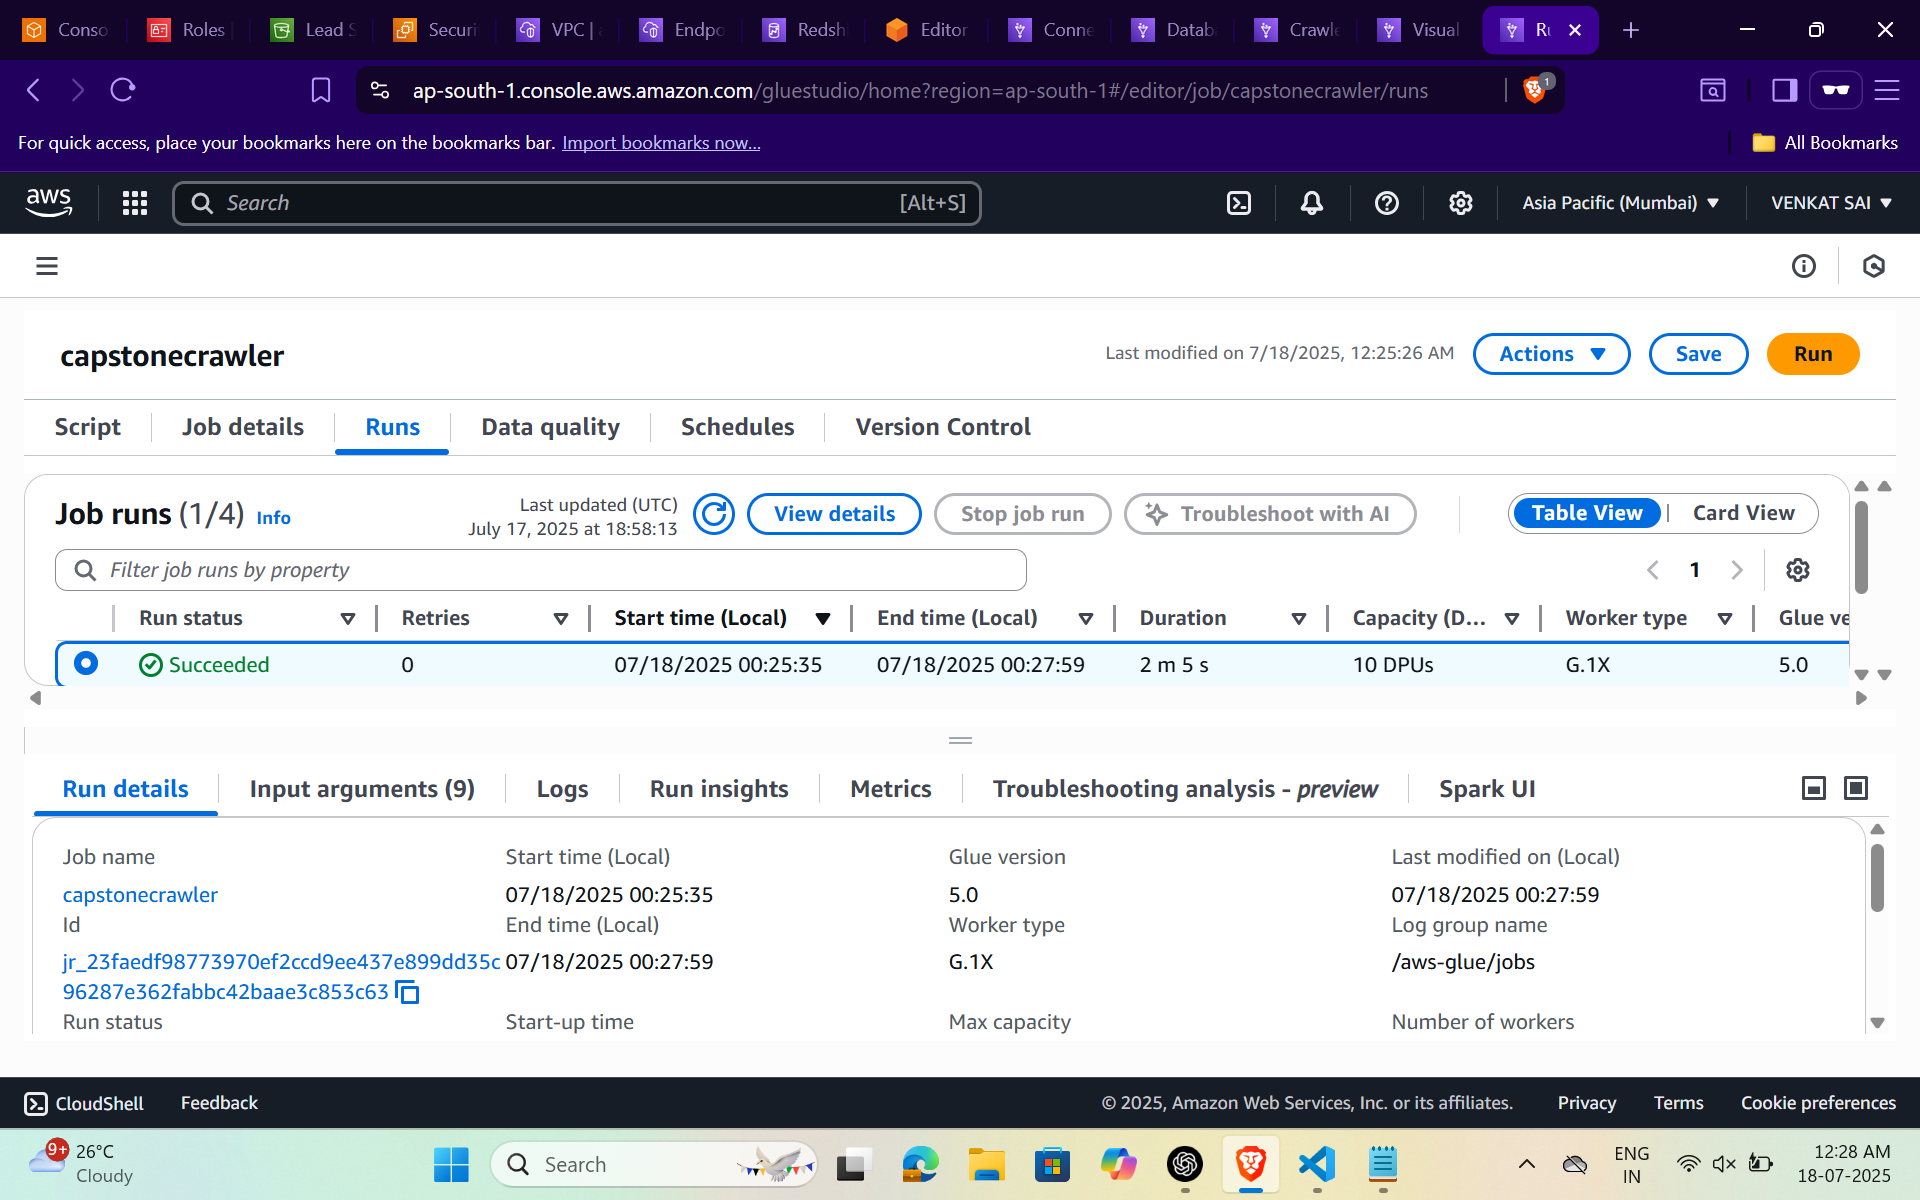 Conso
Roles
Lead S
Securi
VPC | a
Endpo
Redshi
Editor
Conne
Datab
Crawle
Visual
Ru
ap-south-1.console.aws.amazon.com/gluestudio/home?region=ap-south-1#/editor/job/capstonecrawler/runs
1
For quick access, place your bookmarks here on the bookmarks bar. Import bookmarks now...
All Bookmarks
aws
Search
[Alt+S]
Asia Pacific (Mumbai)
VENKAT SAI
capstonecrawler
Last modified on 7/18/2025, 12:25:26 AM
Actions
Save
Run
Script
Job details
Runs
Data quality
Schedules
Version Control
Job runs (1/4) Info
Last updated (UTC)
July 17, 2025 at 18:58:13
View details
Stop job run
Troubleshoot with AI
Table View
Card View
Filter job runs by property
1
Run status
Retries
Start time (Local)
End time (Local)
Duration
Capacity (D...
Worker type
Glue ve
Succeeded
0
07/18/2025 00:25:35
07/18/2025 00:27:59
2 m 5 s
10 DPUs
G.1X
5.0
Run details
Input arguments (9)
Logs
Run insights
Metrics
Troubleshooting analysis - preview
Spark UI
Job name
Start time (Local)
Glue version
Last modified on (Local)
capstonecrawler
07/18/2025 00:25:35
5.0
07/18/2025 00:27:59
Id
End time (Local)
Worker type
Log group name
jr_23faedf98773970ef2ccd9ee437e899dd35c
96287e362fabbc42baae3c853c63
07/18/2025 00:27:59
G.1X
/aws-glue/jobs
Run status
Start-up time
Max capacity
Number of workers
CloudShell
Feedback
© 2025, Amazon Web Services, Inc. or its affiliates.
Privacy
Terms
Cookie preferences
9+
26°C
Cloudy
Search
ENG
IN
12:28 AM
18-07-2025